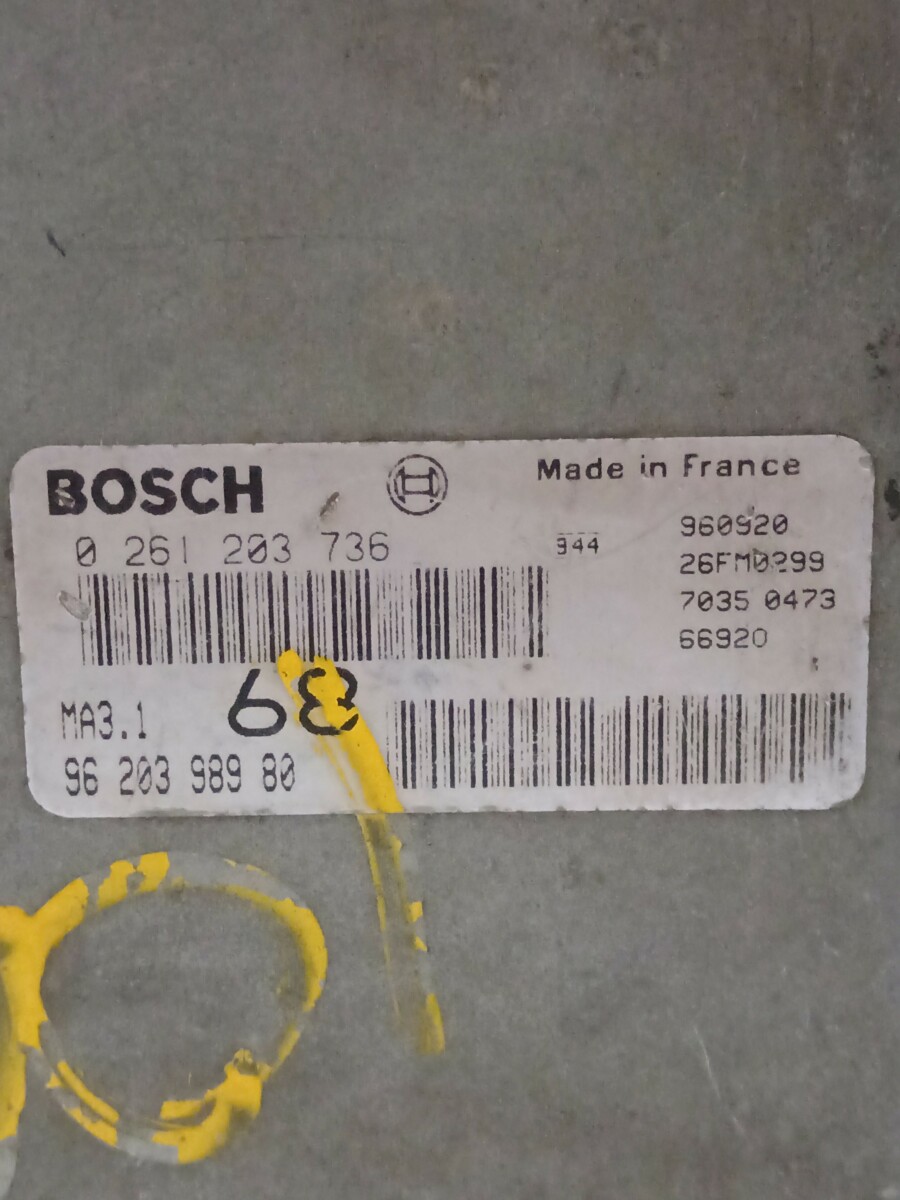 BOSCH
Made in France
0 261 203 736
944
960920
26FM0299
7035 0473
66920
MA3.1
68
96 203 989 80